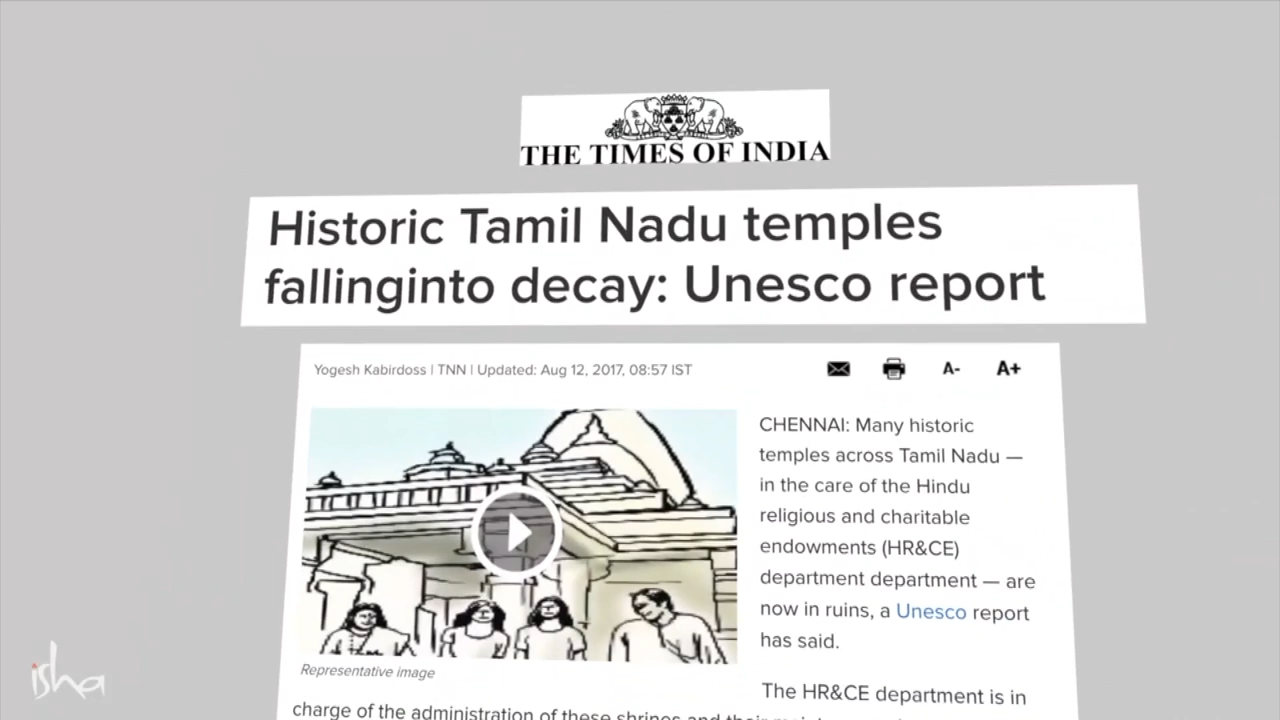 THE TIMES OF INDIA
Historic Tamil Nadu temples
fallinginto decay: Unesco report
Yogesh Kabirdoss | TNN | Updated: Aug 12, 2017, 08:57 IST
A-
A+
CHENNAI: Many historic
temples across Tamil Nadu —
in the care of the Hindu
religious and charitable
endowments (HR&CE)
department department — are
now in ruins, a Unesco report
has said.
Representative image
The HR&CE department is in
charge of the administration of these shrines and their
isha